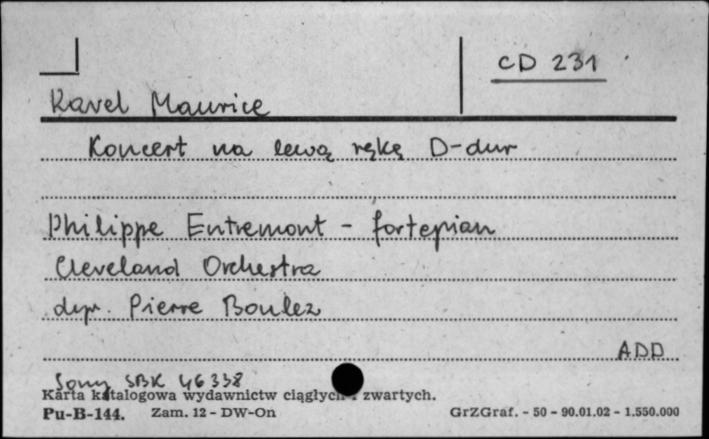 CD 231
Ravel Maurice
Koncert na lewą rękę D-dur
Philippe Entremont - fortepian
Cleveland Orchestra
dyr. Pierre Boulez
ADD
Sony SBK 46338
Karta katalogowa wydawnictw ciągłych i zwartych.
Pu-B-144. Zam. 12 - DW-On GrZGraf. - 50 - 90.01.02 - 1.550.000